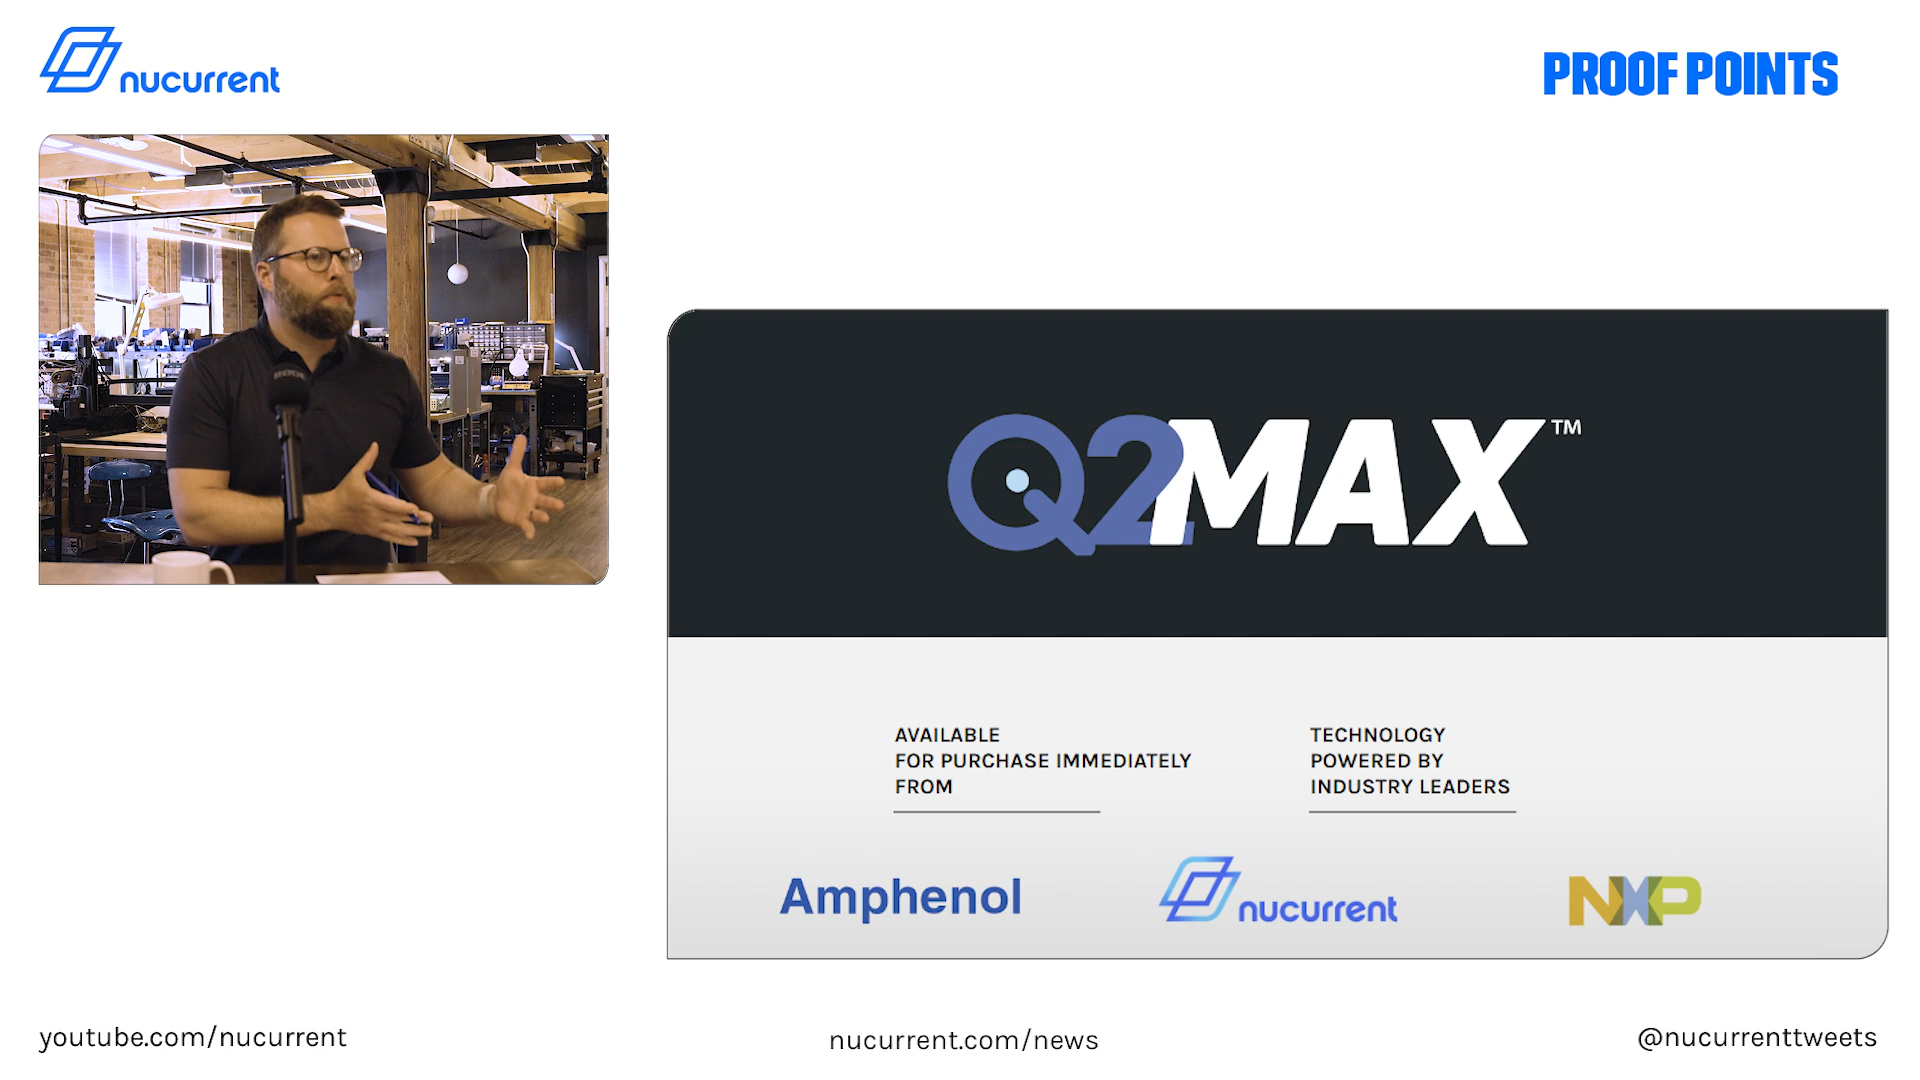 nucurrent
PROOF POINTS
RODE
Q2MAX™
AVAILABLE
FOR PURCHASE IMMEDIATELY
FROM
TECHNOLOGY
POWERED BY
INDUSTRY LEADERS
Amphenol
nucurrent
NXP
youtube.com/nucurrent
nucurrent.com/news
@nucurrenttweets